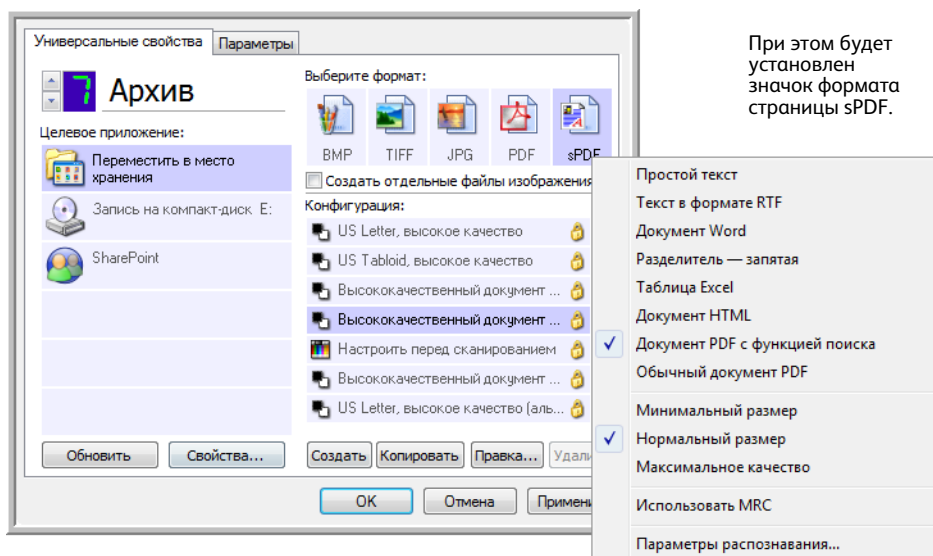 Универсальные свойства
Параметры
При этом будет
установлен
значок формата
страницы sPDF.
7
Архив
Целевое приложение:
Переместить в место
хранения
Запись на компакт-диск E:
SharePoint
Обновить
Свойства...
Выберите формат:
BMP
TIFF
JPG
PDF
sPDF
Создать отдельные файлы изображения
Конфигурация:
US Letter, высокое качество
US Tabloid, высокое качество
Высококачественный документ ...
Высококачественный документ ...
Настроить перед сканированием
Высококачественный документ ...
US Letter, высокое качество (аль...
Создать
Копировать
Правка...
OK
Отмена
Простой текст
Текст в формате RTF
Документ Word
Разделитель — запятая
Таблица Excel
Документ HTML
Документ PDF с функцией поиска
Обычный документ PDF
Минимальный размер
Нормальный размер
Максимальное качество
Использовать MRC
Параметры распознавания...